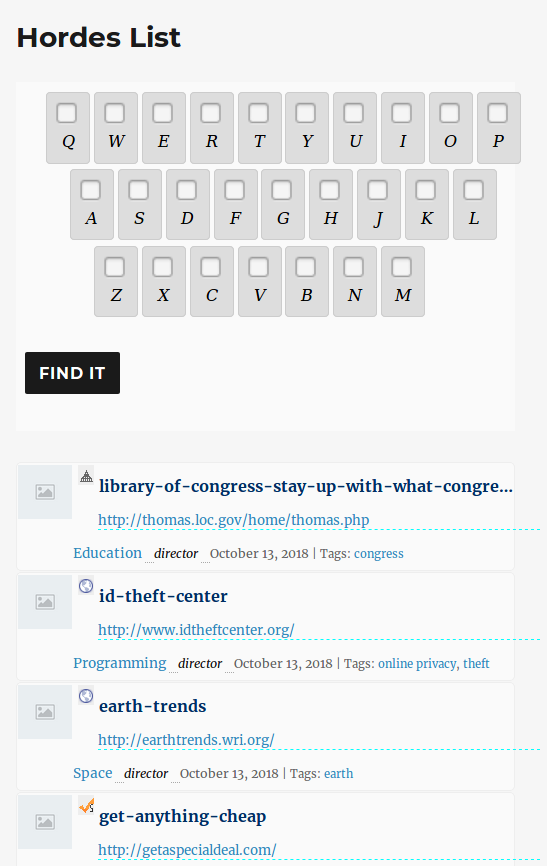 Hordes List
Q W E R T Y U I O P
A S D F G H J K L
Z X C V B N M
FIND IT
library-of-congress-stay-up-with-what-congre...
http://thomas.loc.gov/home/thomas.php
Education director October 13, 2018 | Tags: congress
id-theft-center
http://www.idtheftcenter.org/
Programming director October 13, 2018 | Tags: online privacy, theft
earth-trends
http://earthtrends.wri.org/
Space director October 13, 2018 | Tags: earth
get-anything-cheap
http://getaspecialdeal.com/